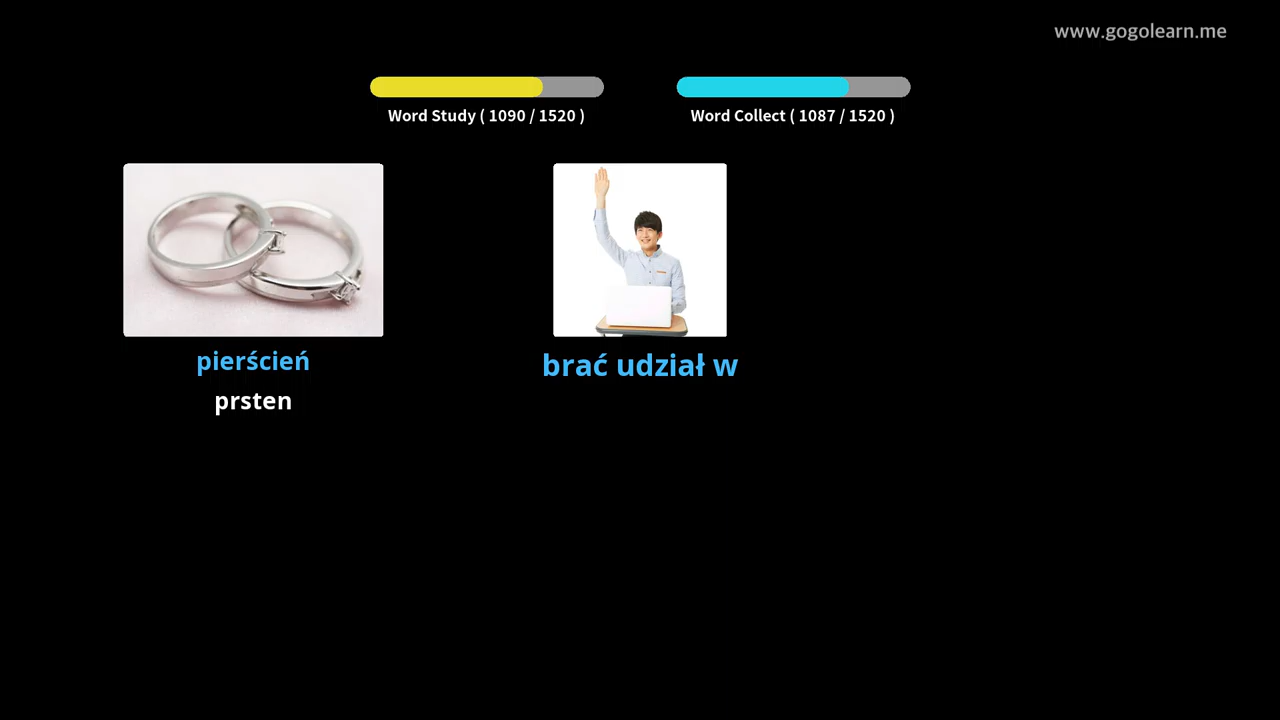 www.gogolearn.me
Word Study ( 1090 / 1520 )
Word Collect ( 1087 / 1520 )
pierścień
prsten
brać udział w